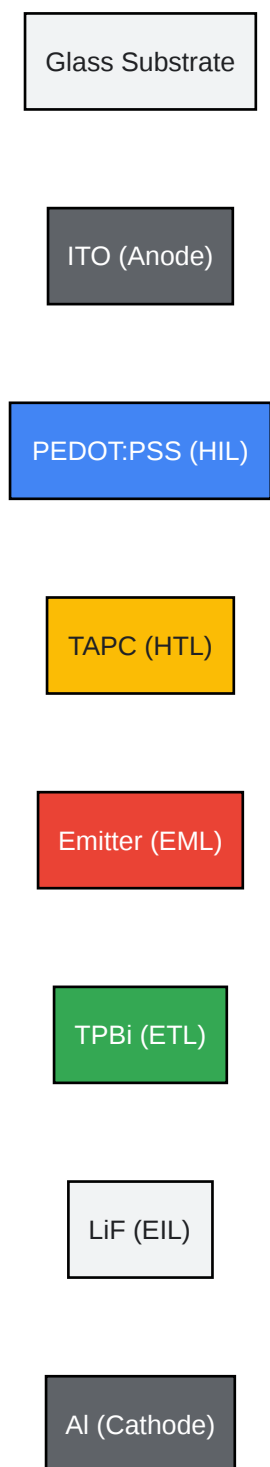 Glass Substrate
ITO (Anode)
PEDOT:PSS (HIL)
TAPC (HTL)
Emitter (EML)
TPBi (ETL)
LiF (EIL)
Al (Cathode)